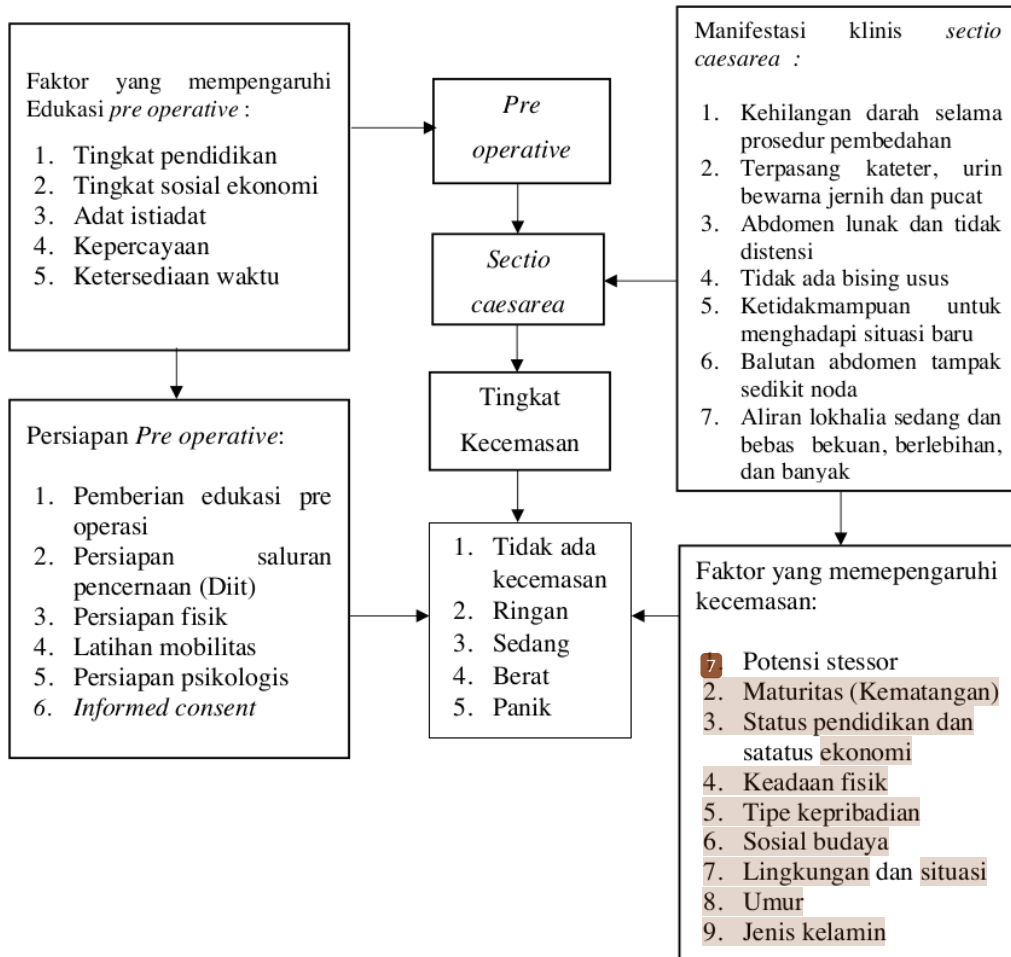 Faktor yang mempengaruhi
Edukasi pre operative :
1. Tingkat pendidikan
2. Tingkat sosial ekonomi
3. Adat istiadat
4. Kepercayaan
5. Ketersediaan waktu
Persiapan Pre operative:
1. Pemberian edukasi pre
operasi
2. Persiapan saluran
pencernaan (Diit)
3. Persiapan fisik
4. Latihan mobilitas
5. Persiapan psikologis
6. Informed consent
Pre
operative
Sectio
caesarea
Tingkat
Kecemasan
1. Tidak ada
kecemasan
2. Ringan
3. Sedang
4. Berat
5. Panik
Manifestasi klinis sectio
caesarea :
1. Kehilangan darah selama
prosedur pembedahan
2. Terpasang kateter, urin
bewarna jernih dan pucat
3. Abdomen lunak dan tidak
distensi
4. Tidak ada bising usus
5. Ketidakmampuan untuk
menghadapi situasi baru
6. Balutan abdomen tampak
sedikit noda
7. Aliran lokhalia sedang dan
bebas bekuan, berlebihan,
dan banyak
Faktor yang memepengaruhi
kecemasan:
7 Potensi stessor
2. Maturitas (Kematangan)
3. Status pendidikan dan
satatus ekonomi
4. Keadaan fisik
5. Tipe kepribadian
6. Sosial budaya
7. Lingkungan dan situasi
8. Umur
9. Jenis kelamin